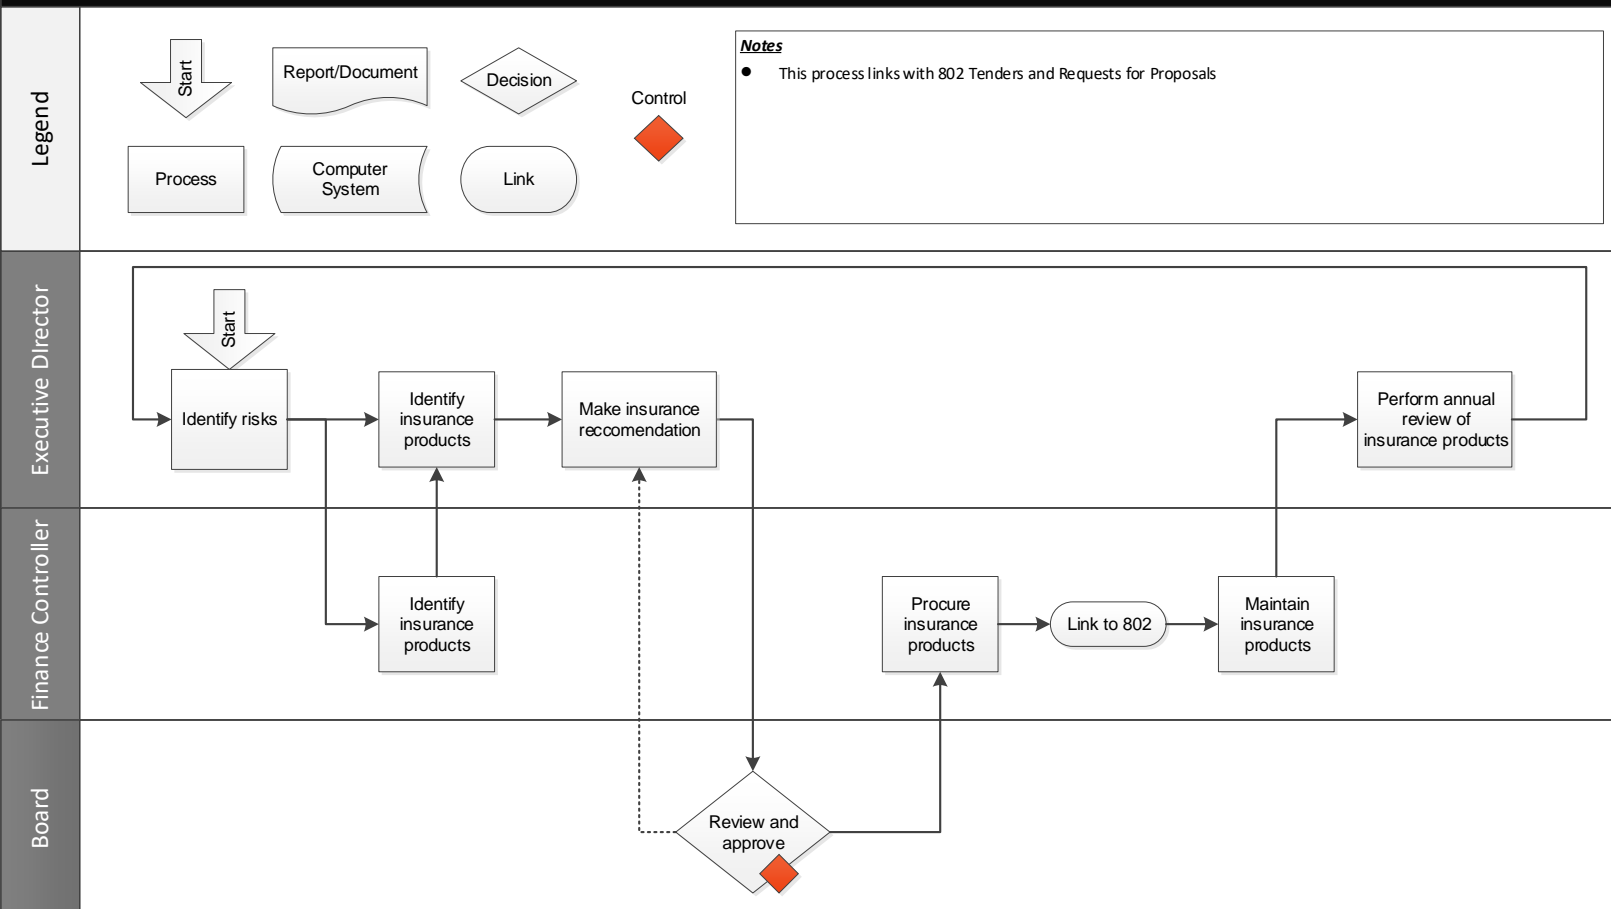 Legend
Start
Report/Document
Decision
Control
Process
Computer
System
Link
Notes
● This process links with 802 Tenders and Requests for Proposals
Executive DIrector
Start
Identify risks
Identify
insurance
products
Make insurance
reccomendation
Perform annual
review of
insurance products
Finance Controller
Identify
insurance
products
Procure
insurance
products
Link to 802
Maintain
insurance
products
Board
Review and
approve